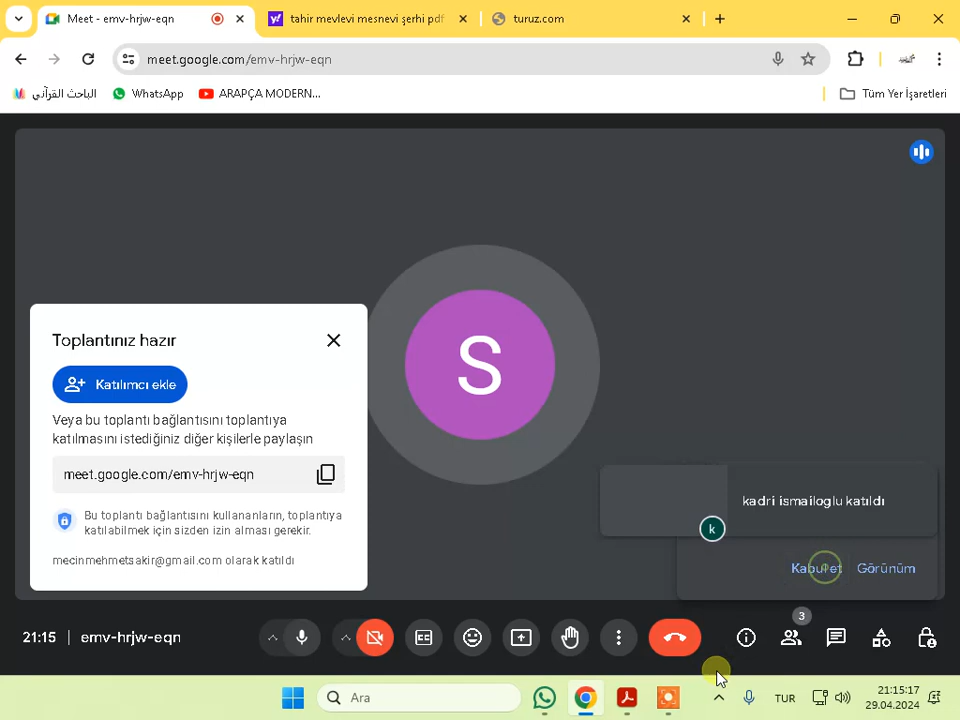 Meet - emv-hrjw-eqn
tahir mevlevi mesnevi şerhi pdf
turuz.com
meet.google.com/emv-hrjw-eqn
الباحث القرآني
WhatsApp
ARAPÇA MODERN...
Tüm Yer İşaretleri
S
Toplantınız hazır
Katılımcı ekle
Veya bu toplantı bağlantısını toplantıya
katılmasını istediğiniz diğer kişilerle paylaşın
meet.google.com/emv-hrjw-eqn
Bu toplantı bağlantısını kullananların, toplantıya
katılabilmek için sizden izin alması gerekir.
mecinmehmetsakir@gmail.com olarak katıldı
kadri ismailoglu katıldı
k
Kabul et
Görünüm
21:15 | emv-hrjw-eqn
3
Ara
TUR
21:15:17
29.04.2024